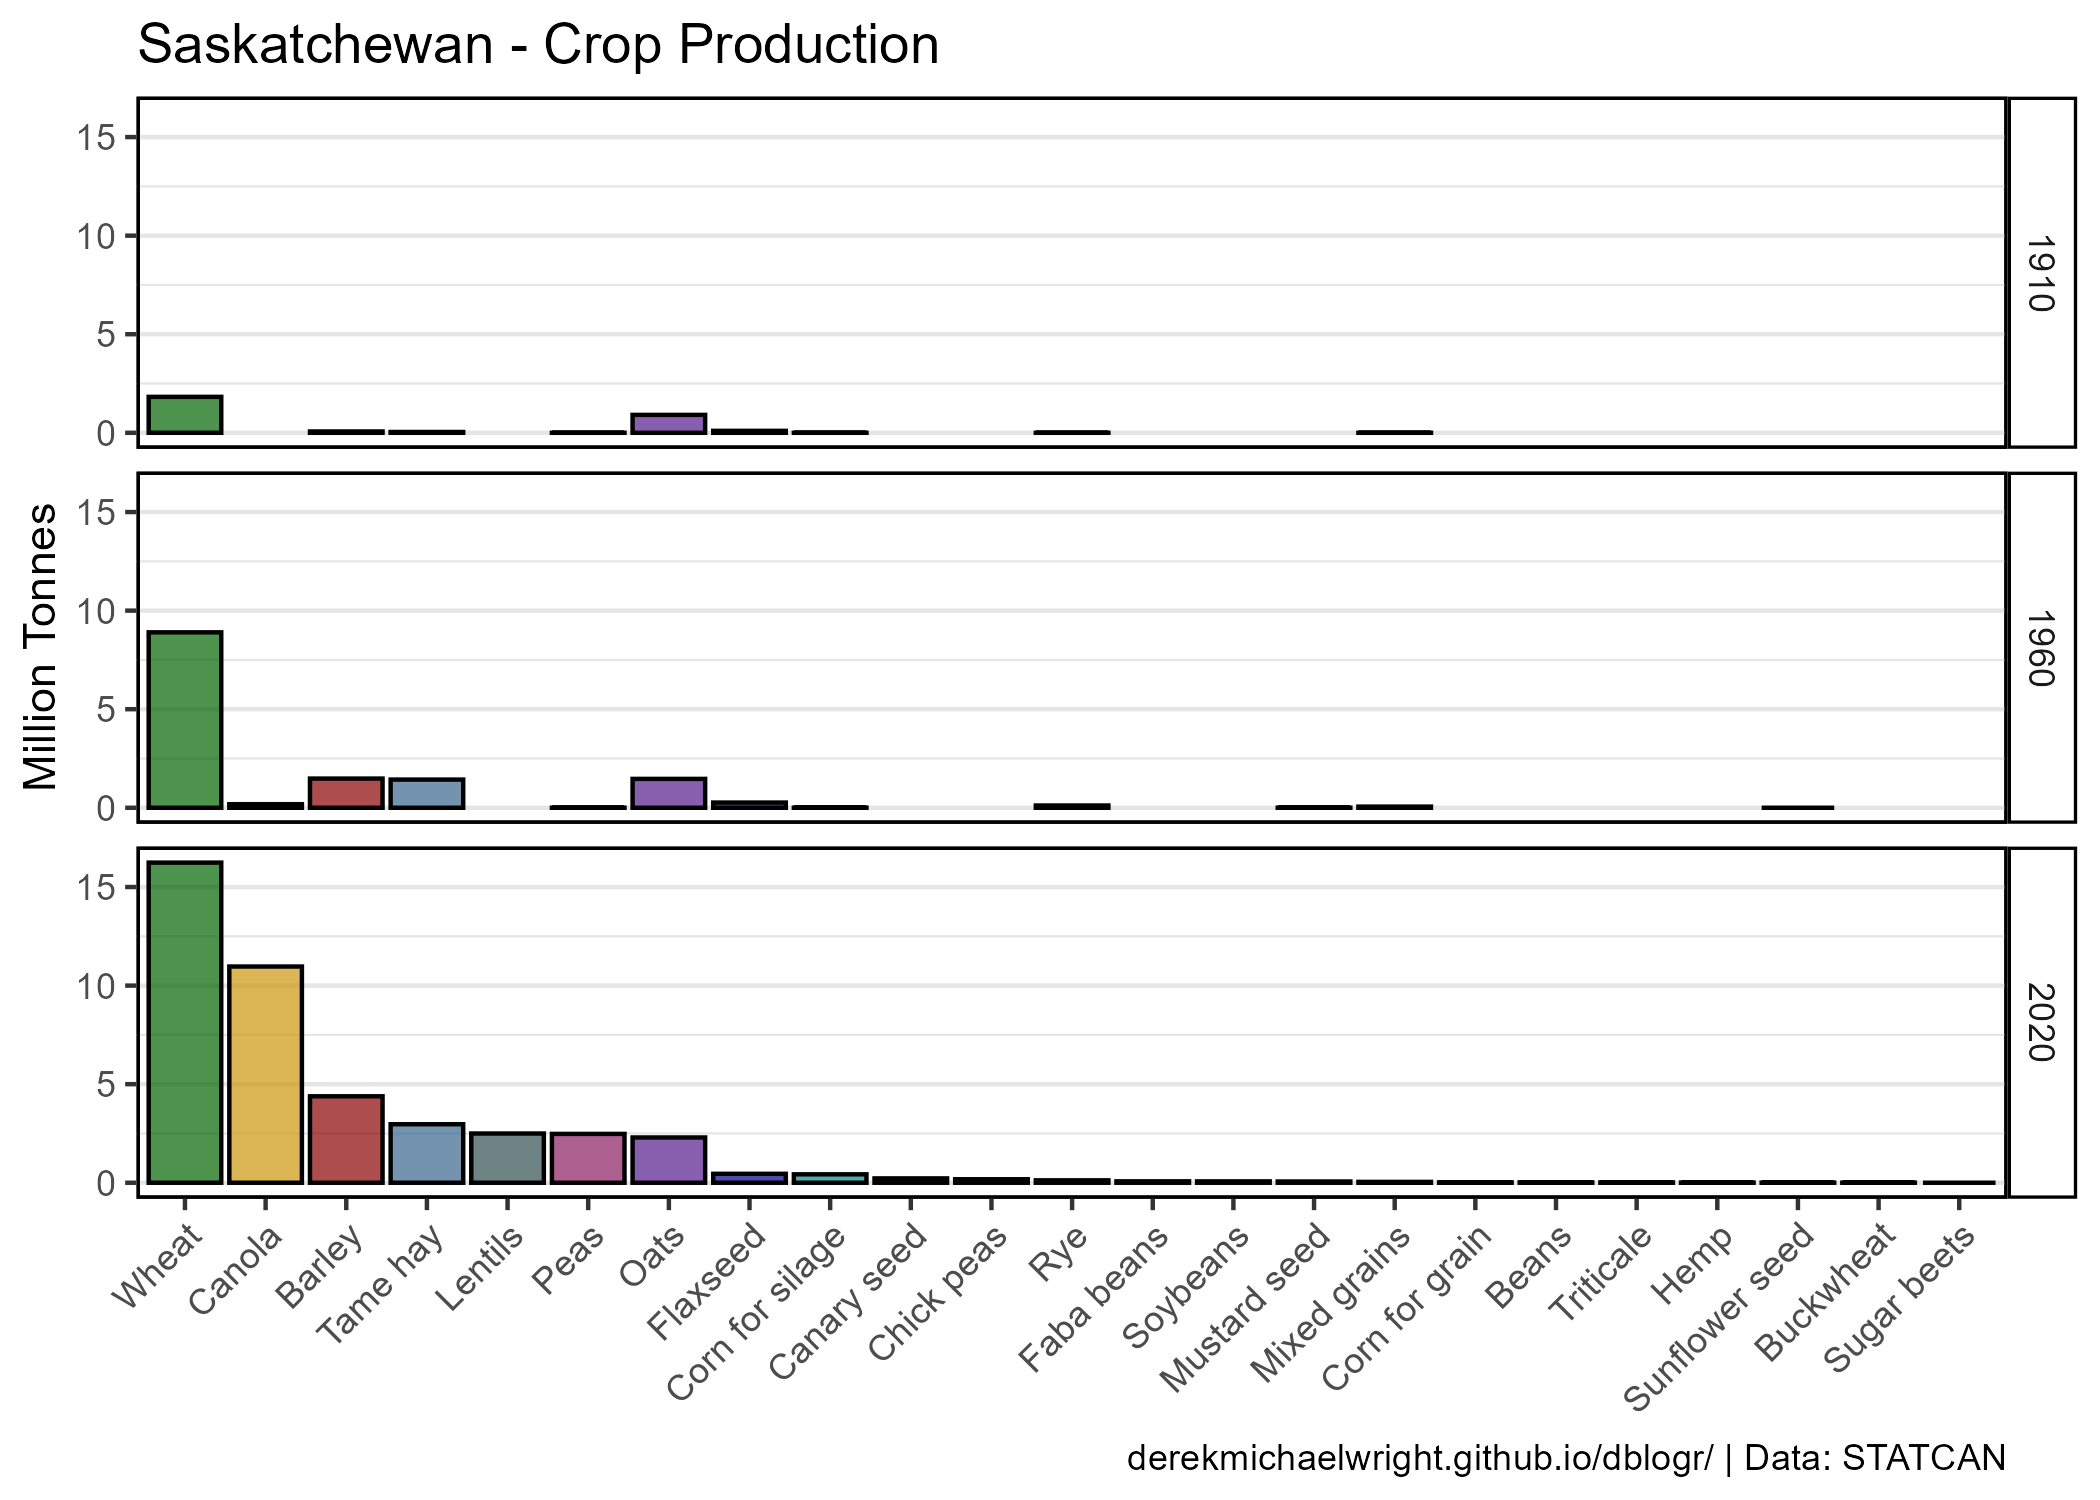 Saskatchewan - Crop Production
15
10
5
0
1910
Million Tonnes
15
10
5
0
1960
15
10
5
0
2020
Wheat
Canola
Barley
Tame hay
Lentils
Peas
Oats
Flaxseed
Corn for silage
Canary seed
Chick peas
Rye
Faba beans
Soybeans
Mustard seed
Mixed grains
Corn for grain
Beans
Triticale
Hemp
Sunflower seed
Buckwheat
Sugar beets
derekmichaelwright.github.io/dblogr/ | Data: STATCAN